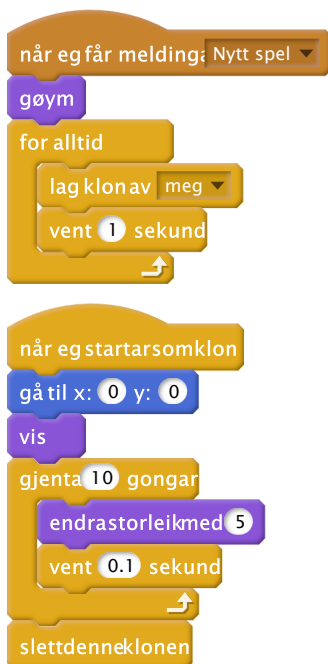 når eg får meldinga Nytt spel
gøym
for alltid
lag klon av meg
vent 1 sekund
når eg startar som klon
gå til x: 0 y: 0
vis
gjenta 10 gongar
endra storleik med 5
vent 0.1 sekund
slett denne klonen